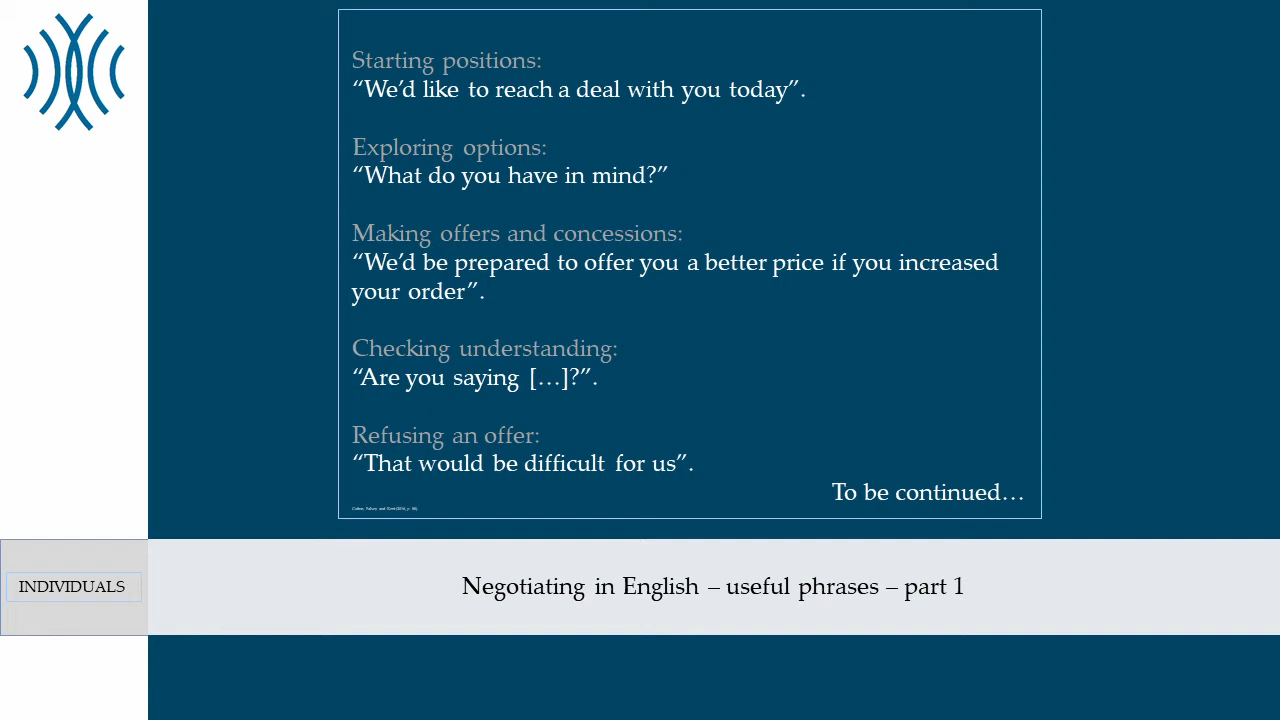 Starting positions:
“We’d like to reach a deal with you today”.
Exploring options:
“What do you have in mind?”
Making offers and concessions:
“We’d be prepared to offer you a better price if you increased
your order”.
Checking understanding:
“Are you saying […]?”.
Refusing an offer:
“That would be difficult for us”.
To be continued…
INDIVIDUALS
Negotiating in English – useful phrases – part 1